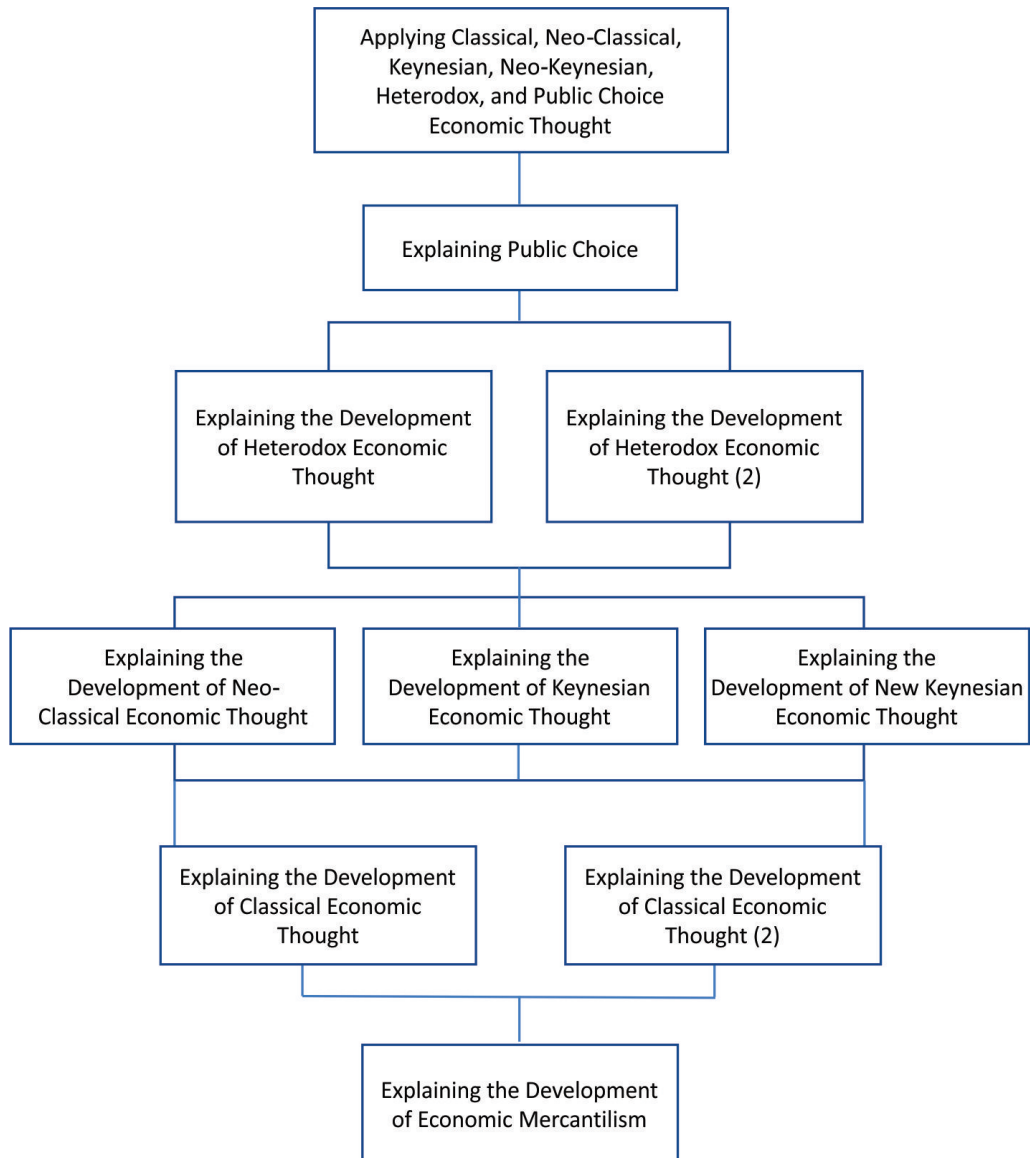 Applying Classical, Neo-Classical,
Keynesian, Neo-Keynesian,
Heterodox, and Public Choice
Economic Thought
Explaining Public Choice
Explaining the Development
of Heterodox Economic
Thought
Explaining the Development
of Heterodox Economic
Thought (2)
Explaining the
Development of Neo-
Classical Economic Thought
Explaining the
Development of Keynesian
Economic Thought
Explaining the
Development of New Keynesian
Economic Thought
Explaining the Development
of Classical Economic
Thought
Explaining the Development
of Classical Economic
Thought (2)
Explaining the Development
of Economic Mercantilism